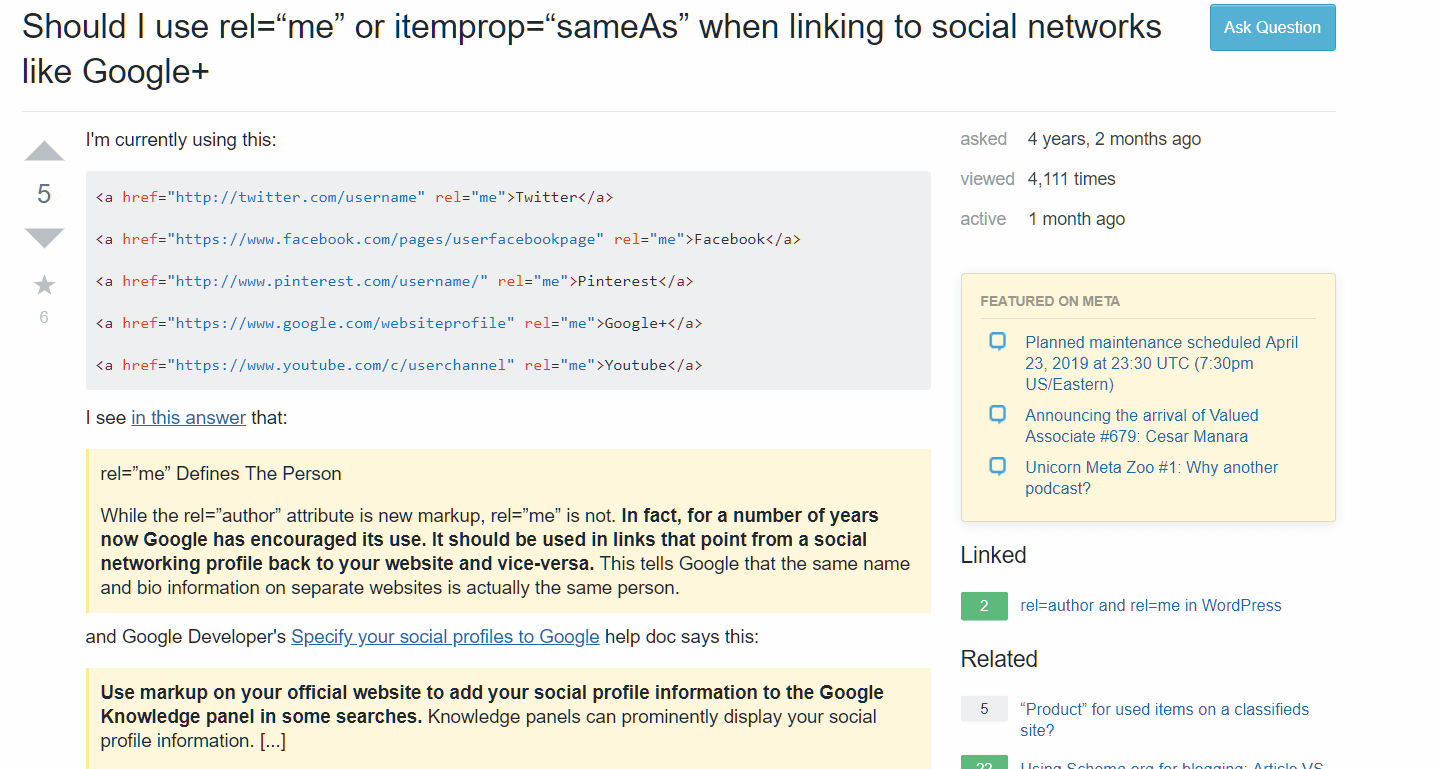 Should I use rel=“me” or itemprop=“sameAs” when linking to social networks
like Google+
Ask Question
5
6
I'm currently using this:
<a href="http://twitter.com/username" rel="me">Twitter</a>
<a href="https://www.facebook.com/pages/userfacebookpage" rel="me">Facebook</a>
<a href="http://www.pinterest.com/username/" rel="me">Pinterest</a>
<a href="https://www.google.com/websiteprofile" rel="me">Google+</a>
<a href="https://www.youtube.com/c/userchannel" rel="me">Youtube</a>
I see in this answer that:
rel=”me” Defines The Person
While the rel=”author” attribute is new markup, rel=”me” is not. In fact, for a number of years
now Google has encouraged its use. It should be used in links that point from a social
networking profile back to your website and vice-versa. This tells Google that the same name
and bio information on separate websites is actually the same person.
and Google Developer's Specify your social profiles to Google help doc says this:
Use markup on your official website to add your social profile information to the Google
Knowledge panel in some searches. Knowledge panels can prominently display your social
profile information. [...]
asked 4 years, 2 months ago
viewed 4,111 times
active 1 month ago
FEATURED ON META
Planned maintenance scheduled April
23, 2019 at 23:30 UTC (7:30pm
US/Eastern)
Announcing the arrival of Valued
Associate #679: Cesar Manara
Unicorn Meta Zoo #1: Why another
podcast?
Linked
2 rel=author and rel=me in WordPress
Related
5 “Product” for used items on a classifieds
site?
22 Using Schema.org for blogging: Article VS